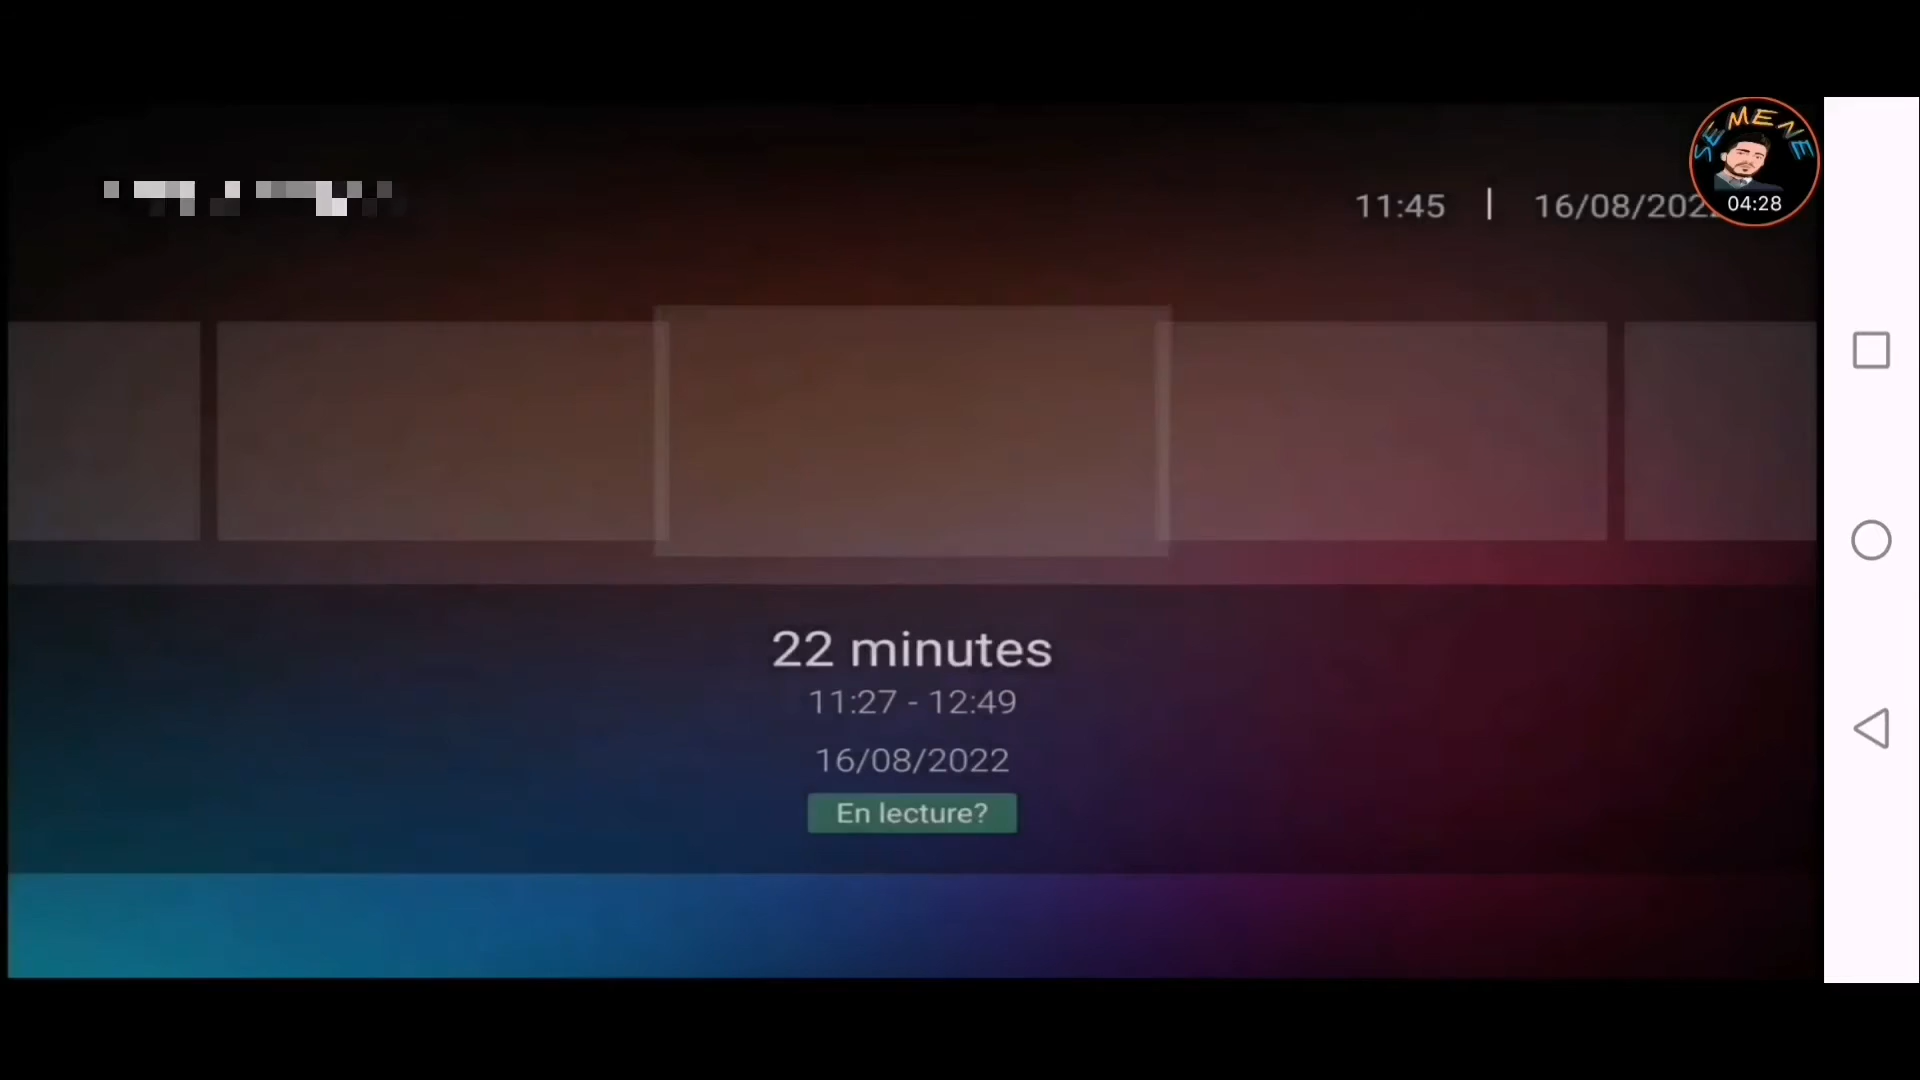 SEMENE
04:28
11:45 | 16/08/202
22 minutes
11:27 - 12:49
16/08/2022
En lecture?